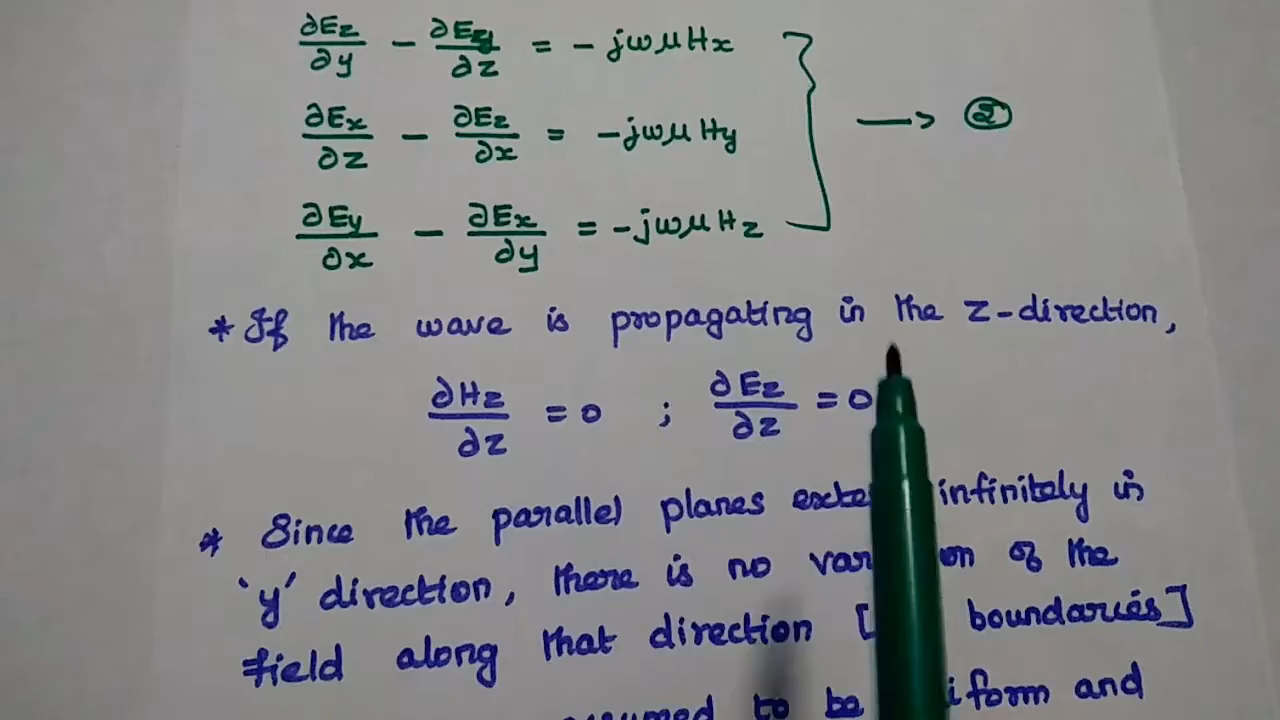 ∂Ez/∂y − ∂Ey/∂z = −jωμHx
∂Ex/∂z − ∂Ez/∂x = −jωμHy → ②
∂Ey/∂x − ∂Ex/∂y = −jωμHz
* If the wave is propagating in the z-direction,
∂Hz/∂z = 0 ; ∂Ez/∂z = 0
* Since the parallel planes infinitely in
'y' direction, there is no of the
field along that direction [ boundaries]
to be and